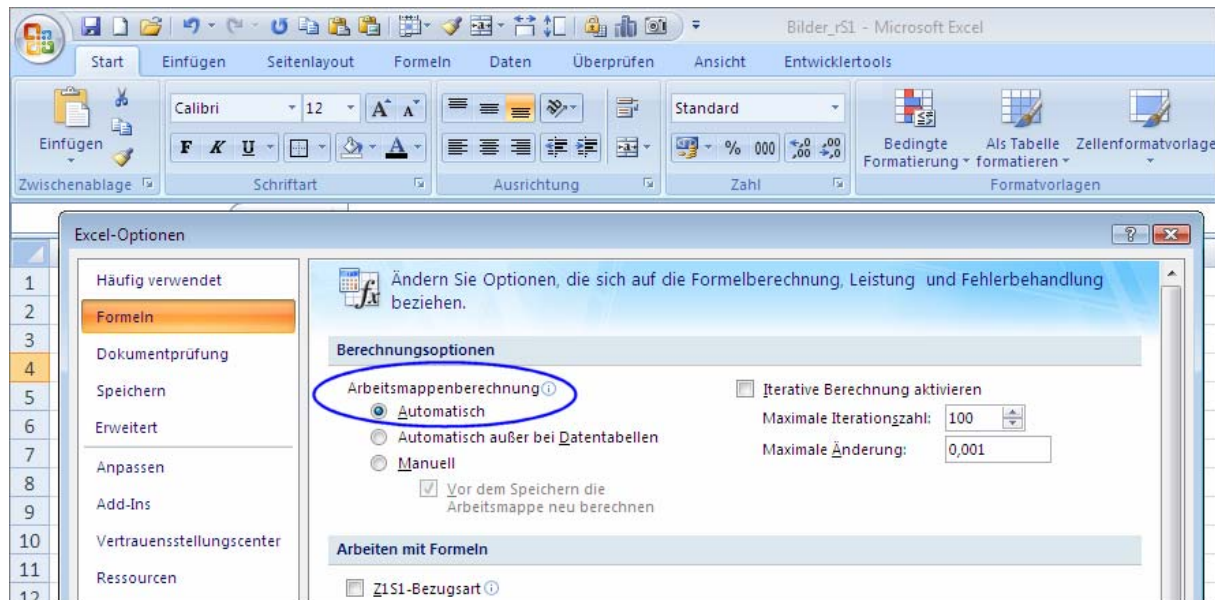 Bilder_rS1 - Microsoft Excel
Start Einfügen Seitenlayout Formeln Daten Überprüfen Ansicht Entwicklertools
Einfügen
Calibri 12 A A
F K U A
Standard
% 000 ,00 ,00
Bedingte Formatierung
Als Tabelle formatieren
Zellenformatvorlage
Zwischenablage Schriftart Ausrichtung Zahl Formatvorlagen
Excel-Optionen
1
2
3
4
5
6
7
8
9
10
11
12
Häufig verwendet
Formeln
Dokumentprüfung
Speichern
Erweitert
Anpassen
Add-Ins
Vertrauensstellungscenter
Ressourcen
Ändern Sie Optionen, die sich auf die Formelberechnung, Leistung und Fehlerbehandlung
beziehen.
Berechnungsoptionen
Arbeitsmappenberechnung
Automatisch
Automatisch außer bei Datentabellen
Manuell
Vor dem Speichern die
Arbeitsmappe neu berechnen
Iterative Berechnung aktivieren
Maximale Iterationszahl: 100
Maximale Änderung: 0,001
Arbeiten mit Formeln
Z1S1-Bezugsart